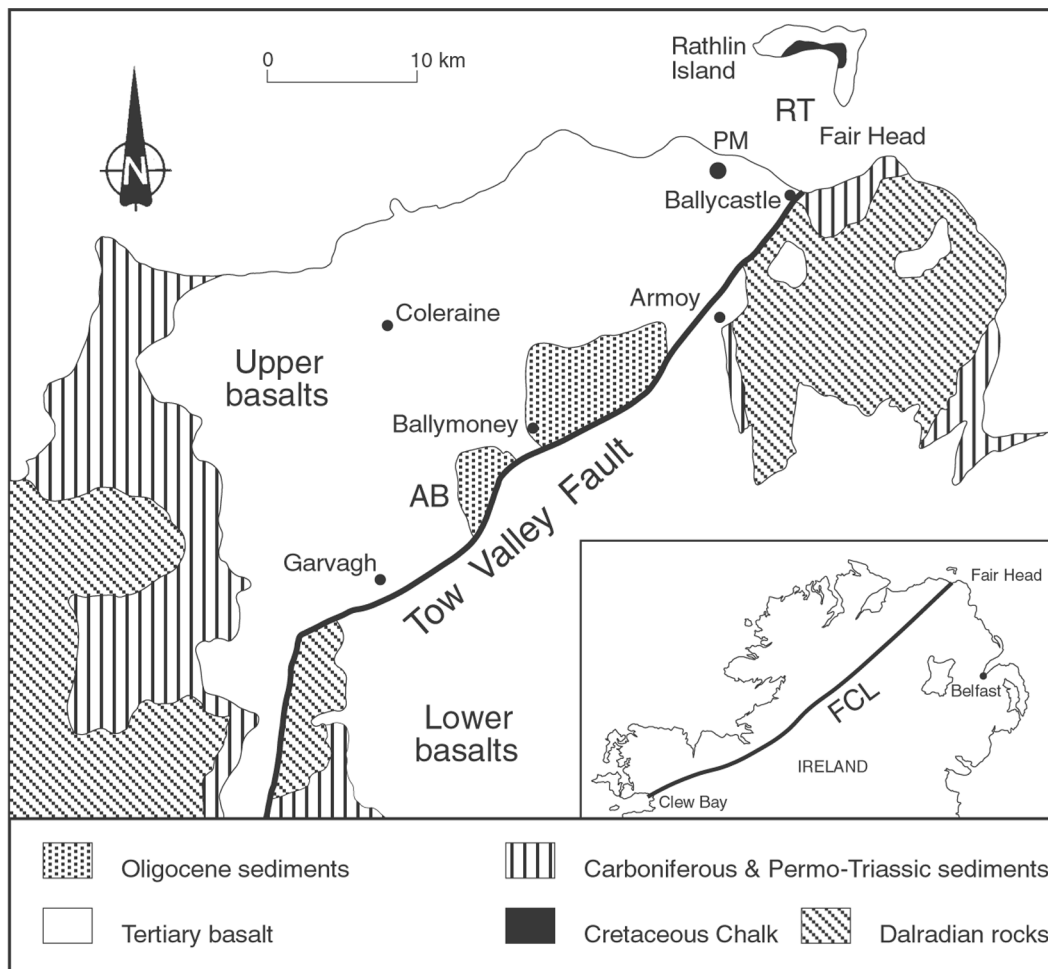 Rathlin
Island
0 10 km
RT
PM
Fair Head
N
Ballycastle
Armoy
Coleraine
Upper
basalts
Ballymoney
AB
Tow Valley Fault
Garvagh
Lower
basalts
Fair Head
Belfast
FCL
IRELAND
Clew Bay
Oligocene sediments
Carboniferous & Permo-Triassic sediments
Tertiary basalt
Cretaceous Chalk
Dalradian rocks